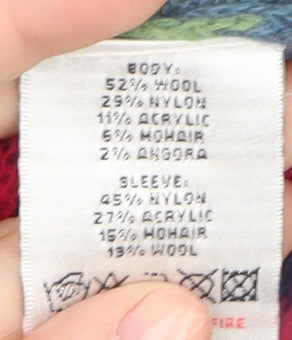 BODY:
52% WOOL
29% NYLON
11% ACRYLIC
6% MOHAIR
2% ANGORA
SLEEVE:
45% NYLON
27% ACRYLIC
15% MOHAIR
13% WOOL
FIRE